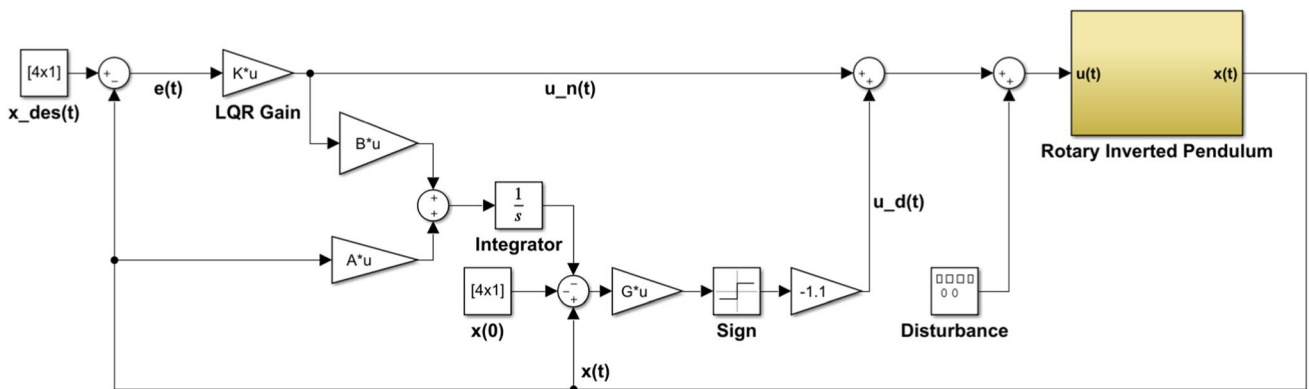 [4x1]
x_des(t)
+
−
e(t)
K*u
LQR Gain
u_n(t)
+
+
+
+
u(t)
x(t)
Rotary Inverted Pendulum
B*u
+
+
1
s
Integrator
u_d(t)
A*u
[4x1]
x(0)
−
−
+
G*u
Sign
-1.1
Disturbance
x(t)